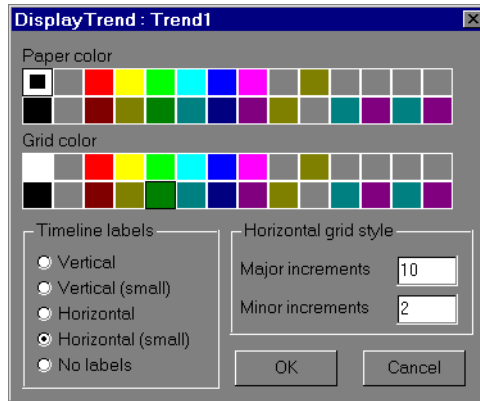 DisplayTrend : Trend1
Paper color
Grid color
Timeline labels
Vertical
Vertical (small)
Horizontal
Horizontal (small)
No labels
Horizontal grid style
Major increments 10
Minor increments 2
OK
Cancel